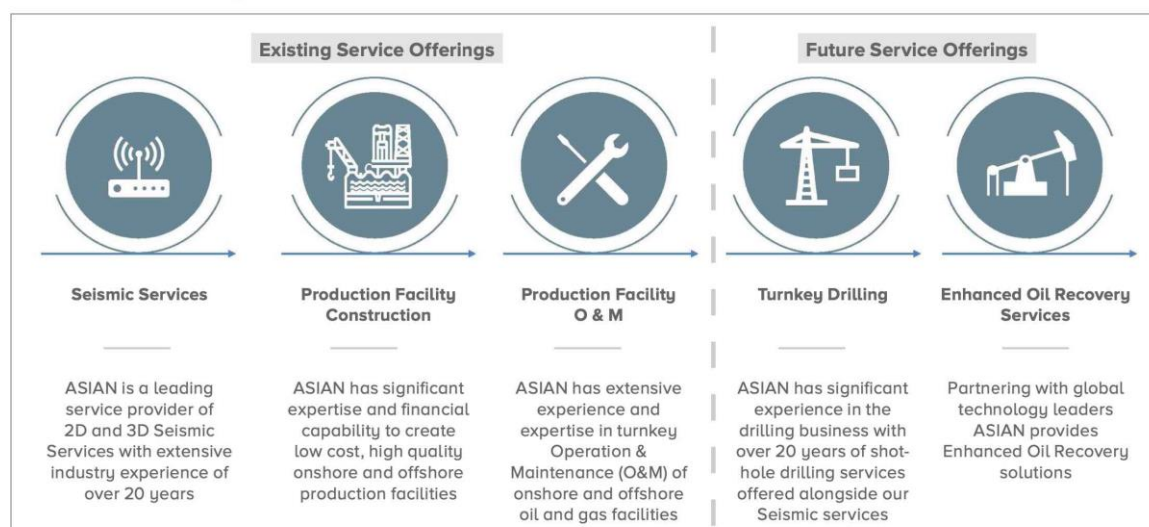 Existing Service Offerings
Future Service Offerings
Seismic Services
ASIAN is a leading
service provider of
2D and 3D Seismic
Services with extensive
industry experience of
over 20 years
Production Facility
Construction
ASIAN has significant
expertise and financial
capability to create
low cost, high quality
onshore and offshore
production facilities
Production Facility
O & M
ASIAN has extensive
experience and
expertise in turnkey
Operation &
Maintenance (O&M) of
onshore and offshore
oil and gas facilities
Turnkey Drilling
ASIAN has significant
experience in the
drilling business with
over 20 years of shot-
hole drilling services
offered alongside our
Seismic services
Enhanced Oil Recovery
Services
Partnering with global
technology leaders
ASIAN provides
Enhanced Oil Recovery
solutions